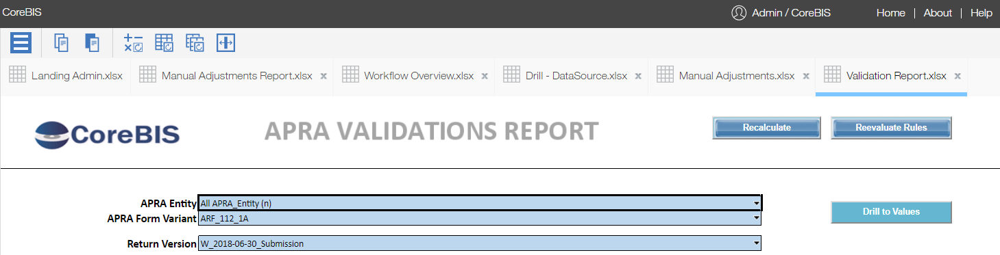 CoreBIS Admin / CoreBIS Home | About | Help
Landing Admin.xlsx Manual Adjustments Report.xlsx x Workflow Overview.xlsx x Drill - DataSource.xlsx x Manual Adjustments.xlsx x Validation Report.xlsx x
CoreBIS APRA VALIDATIONS REPORT Recalculate Reevaluate Rules
APRA Entity All APRA_Entity (n)
Drill to Values
APRA Form Variant ARF_112_1A
Return Version W_2018-06-30_Submission